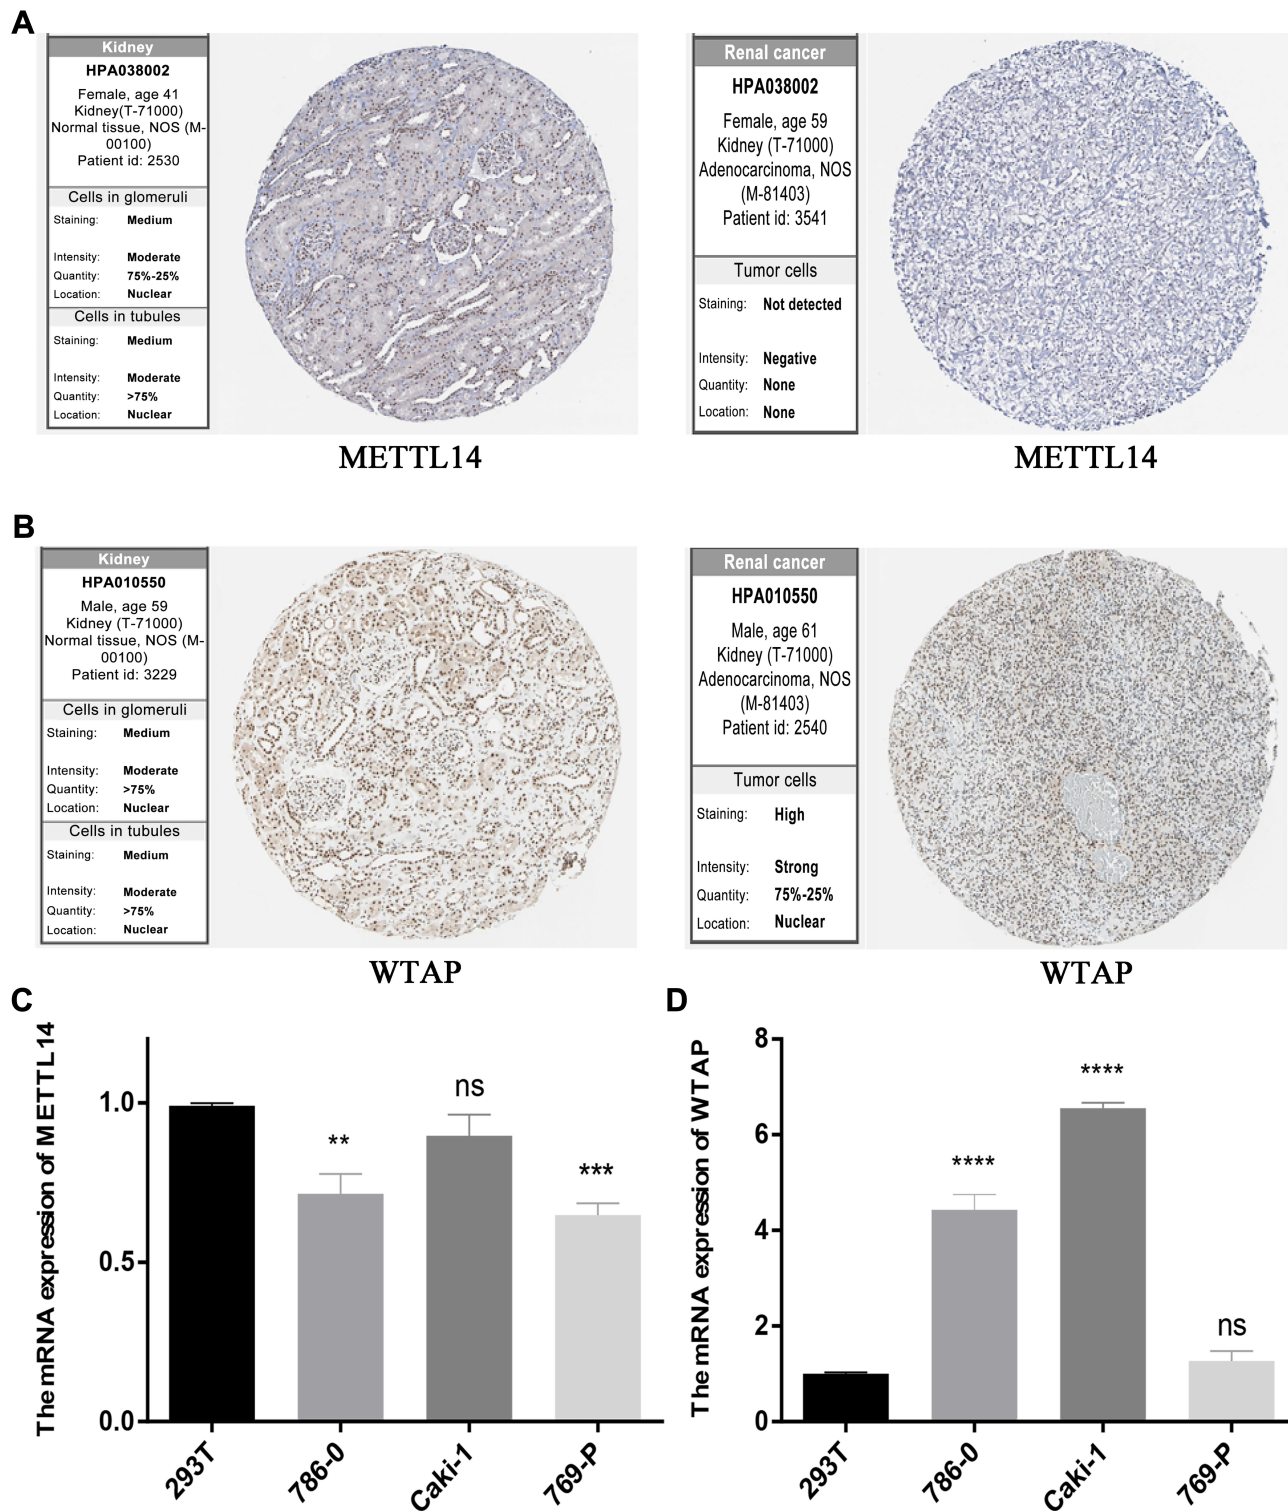 A
Kidney
HPA038002
Female, age 41
Kidney(T-71000)
Normal tissue, NOS (M-
00100)
Patient id: 2530
Cells in glomeruli
Staining: Medium
Intensity: Moderate
Quantity: 75%-25%
Location: Nuclear
Cells in tubules
Staining: Medium
Intensity: Moderate
Quantity: >75%
Location: Nuclear
METTL14
Renal cancer
HPA038002
Female, age 59
Kidney (T-71000)
Adenocarcinoma, NOS
(M-81403)
Patient id: 3541
Tumor cells
Staining: Not detected
Intensity: Negative
Quantity: None
Location: None
METTL14
B
Kidney
HPA010550
Male, age 59
Kidney (T-71000)
Normal tissue, NOS (M-
00100)
Patient id: 3229
Cells in glomeruli
Staining: Medium
Intensity: Moderate
Quantity: >75%
Location: Nuclear
Cells in tubules
Staining: Medium
Intensity: Moderate
Quantity: >75%
Location: Nuclear
WTAP
Renal cancer
HPA010550
Male, age 61
Kidney (T-71000)
Adenocarcinoma, NOS
(M-81403)
Patient id: 2540
Tumor cells
Staining: High
Intensity: Strong
Quantity: 75%-25%
Location: Nuclear
WTAP
C
The mRNA expression of METTL14
1.0
0.5
0.0
**
ns
***
293T
786-0
Caki-1
769-P
D
The mRNA expression of WTAP
8
6
4
2
0
****
****
ns
293T
786-0
Caki-1
769-P